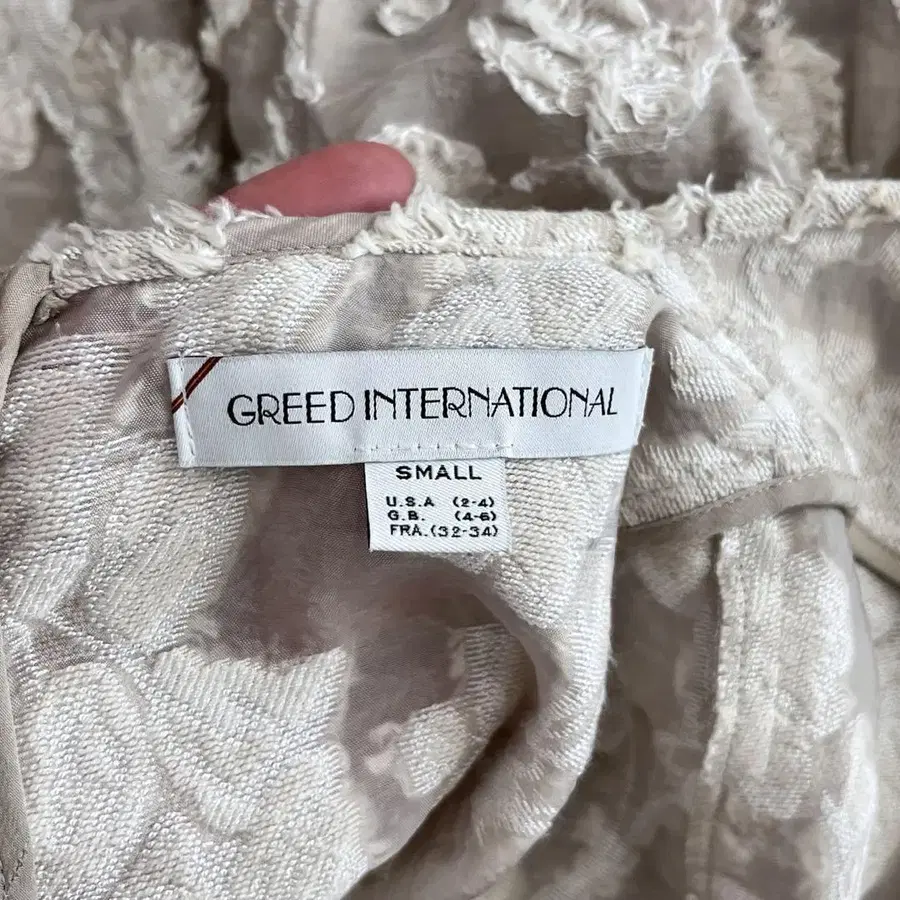 GREED INTERNATIONAL
SMALL
U.S.A (2-4)
G.B. (4-6)
FRA. (32-34)